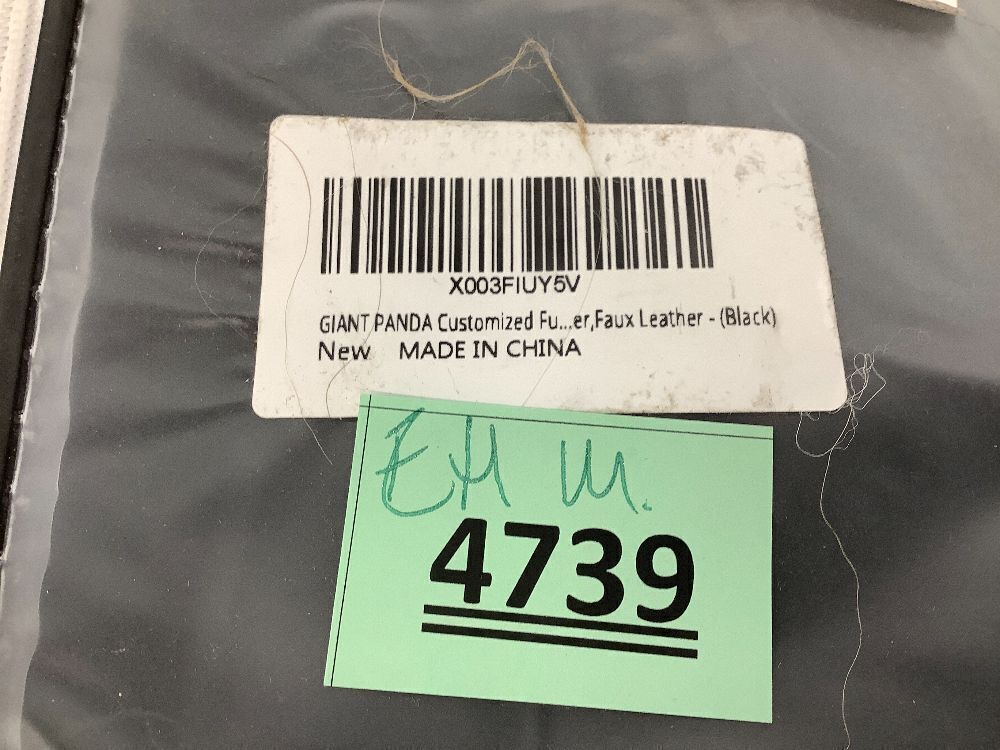 X003FIUY5V
GIANT PANDA Customized Fu...er,Faux Leather - (Black)
New MADE IN CHINA
4739